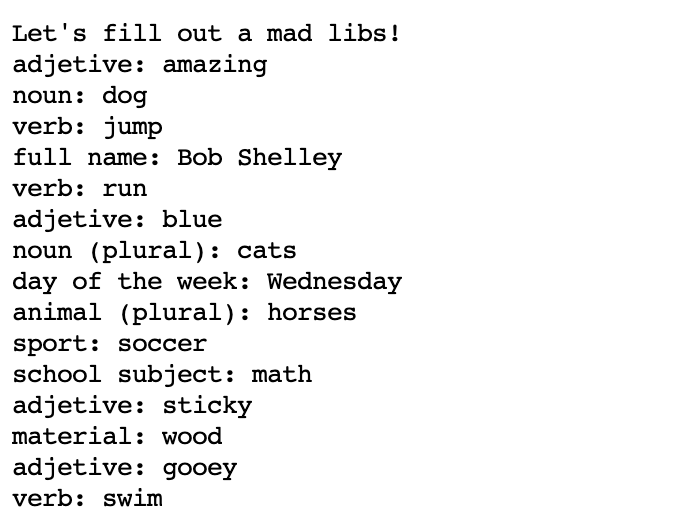 Let's fill out a mad libs!
adjetive: amazing
noun: dog
verb: jump
full name: Bob Shelley
verb: run
adjetive: blue
noun (plural): cats
day of the week: Wednesday
animal (plural): horses
sport: soccer
school subject: math
adjetive: sticky
material: wood
adjetive: gooey
verb: swim